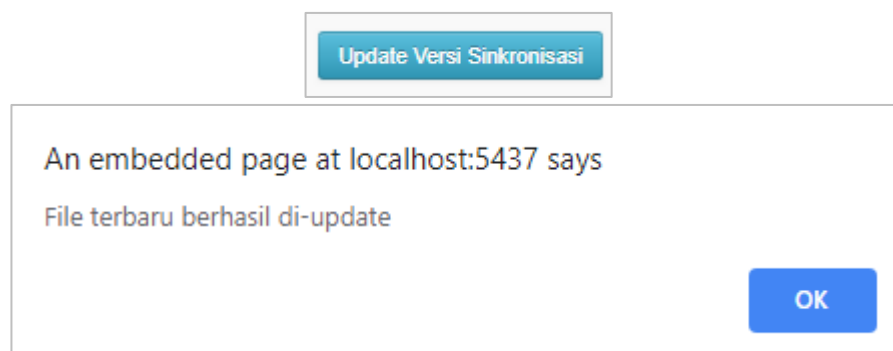 Update Versi Sinkronisasi
An embedded page at localhost:5437 says
File terbaru berhasil di-update
OK